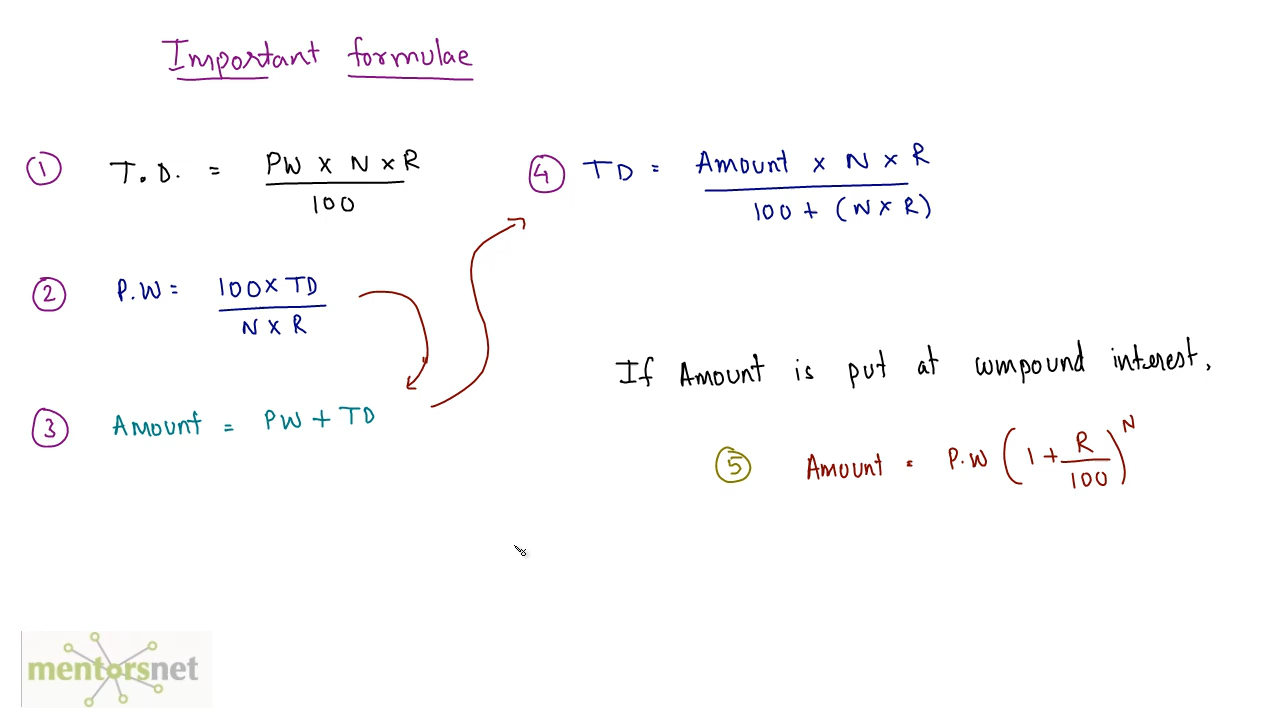 Important formulae
① T.D. = PW x N x R / 100
② P.W = 100 x TD / N x R
③ Amount = PW + TD
④ TD = Amount x N x R / 100 + (N x R)
If Amount is put at compound interest,
⑤ Amount = P.W (1 + R/100)^N
mentorsnet